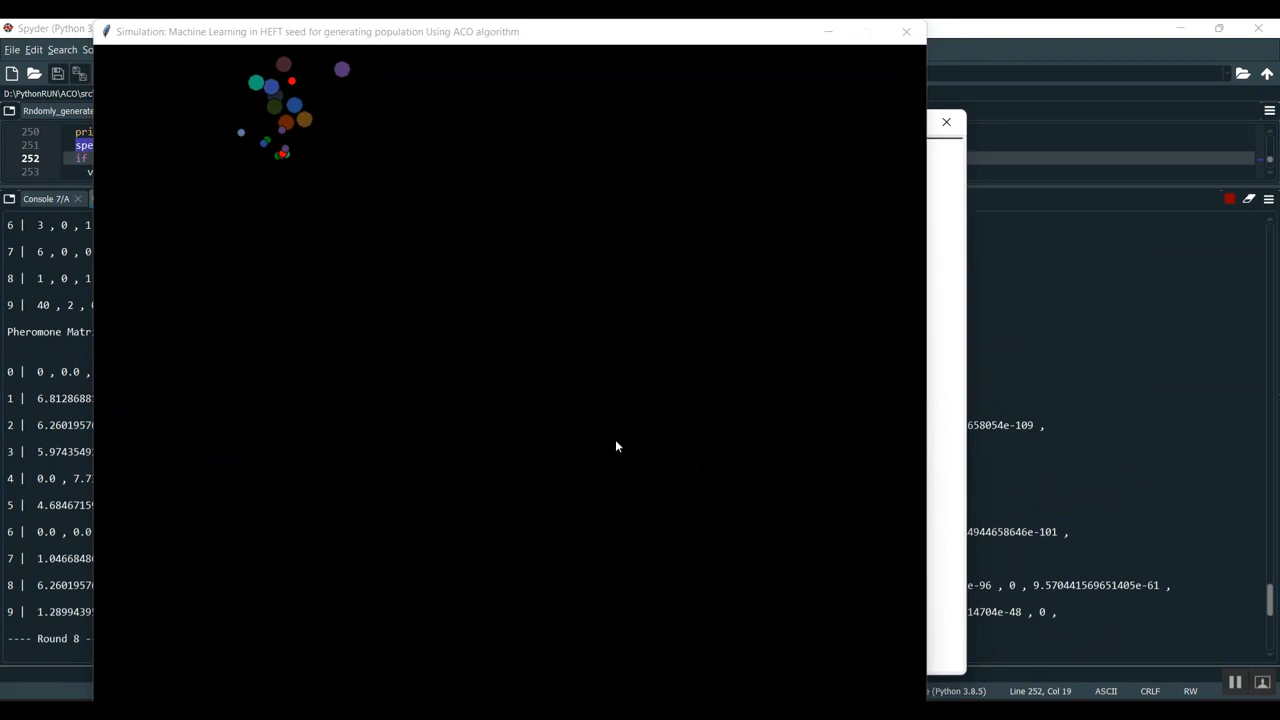 Spyder (Python 3
Simulation: Machine Learning in HEFT seed for generating population Using ACO algorithm
File Edit Search So
D:\PythonRUN\ACO\src
Rndomly_generate
250 pri
251 spe
252 if
253 v
Console 7/A
6 | 3 , 0 , 1
7 | 6 , 0 , 0
8 | 1 , 0 , 1
9 | 40 , 2 ,
Pheromone Matri
0 | 0 , 0.0 ,
1 | 6.8128688
2 | 6.2601957
658054e-109 ,
3 | 5.9743549
4 | 0.0 , 7.7
5 | 4.6846715
6 | 0.0 , 0.0
4944658646e-101 ,
7 | 1.0466848
8 | 6.2601957
e-96 , 0 , 9.570441569651405e-61 ,
9 | 1.2899439
14704e-48 , 0 ,
---- Round 8 -
e (Python 3.8.5) Line 252, Col 19 ASCII CRLF RW